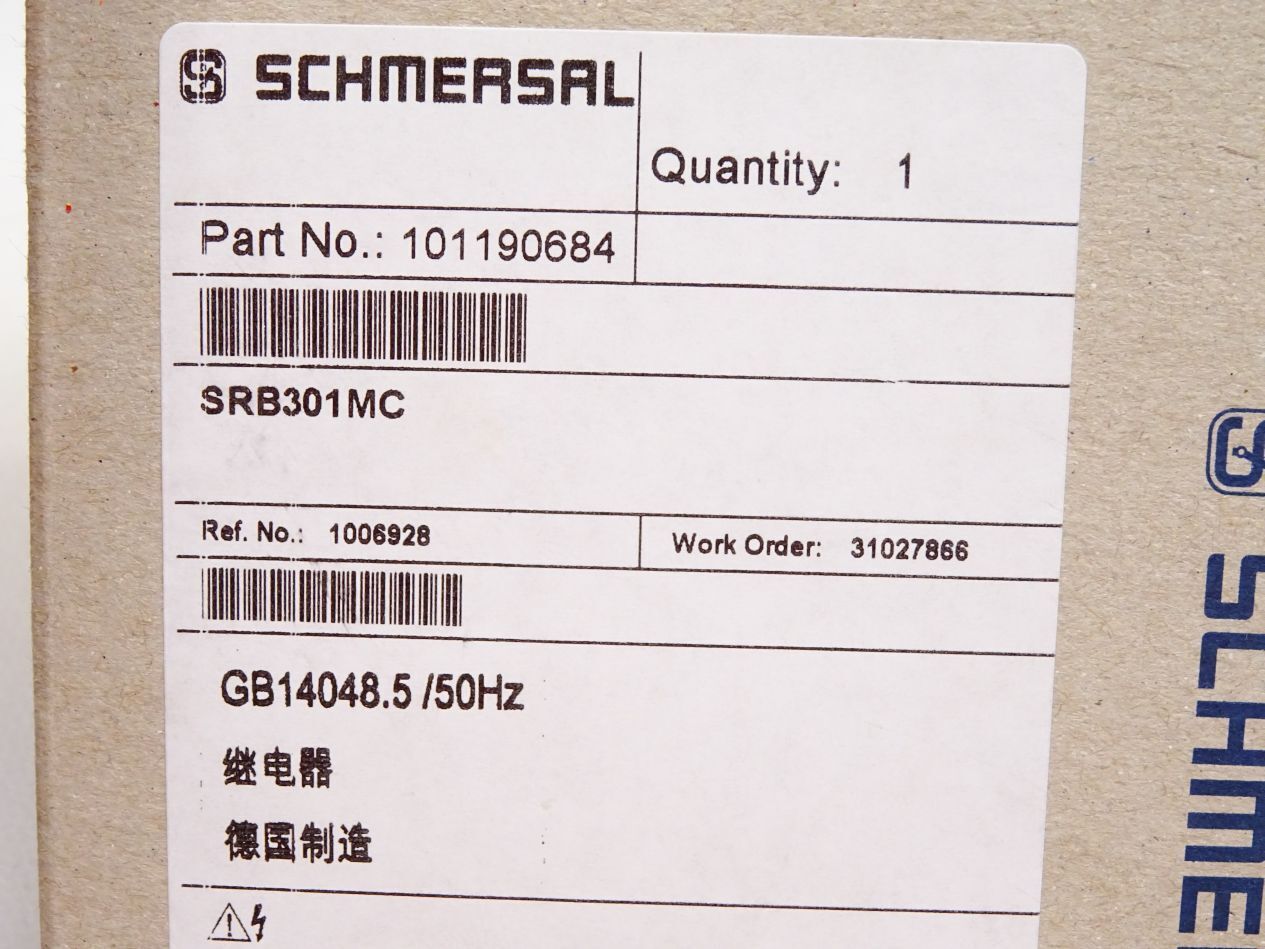 SCHMERSAL
Quantity: 1
Part No.: 101190684
SRB301MC
Ref. No.: 1006928
Work Order: 31027866
GB14048.5 /50Hz
继电器
德国制造
SCHME